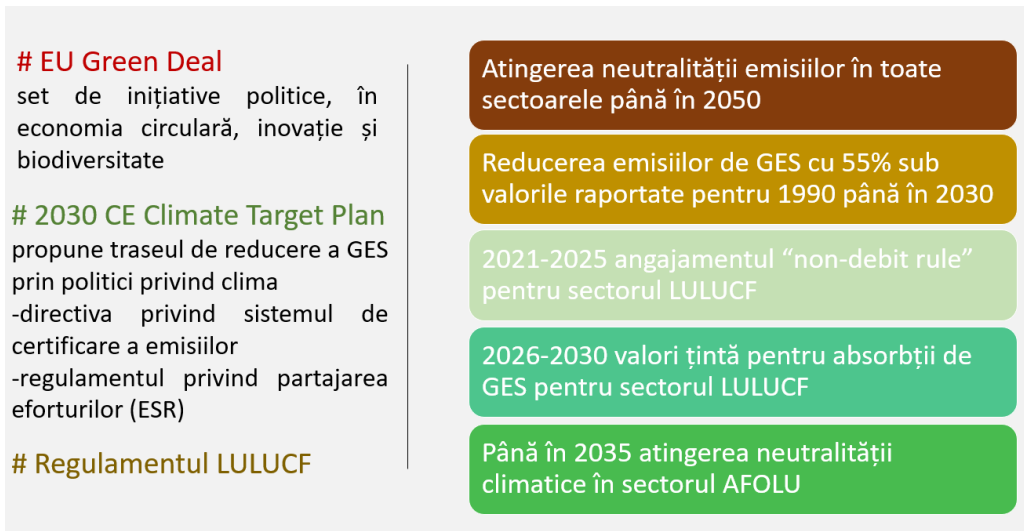 # EU Green Deal
set de inițiative politice, în
economia circulară, inovație și
biodiversitate
# 2030 CE Climate Target Plan
propune traseul de reducere a GES
prin politici privind clima
-directiva privind sistemul de
certificare a emisiilor
-regulamentul privind partajarea
eforturilor (ESR)
# Regulamentul LULUCF
Atingerea neutralității emisiilor în toate
sectoarele până în 2050
Reducerea emisiilor de GES cu 55% sub
valorile raportate pentru 1990 până în 2030
2021-2025 angajamentul “non-debit rule”
pentru sectorul LULUCF
2026-2030 valori țintă pentru absorbții de
GES pentru sectorul LULUCF
Până în 2035 atingerea neutralității
climatice în sectorul AFOLU